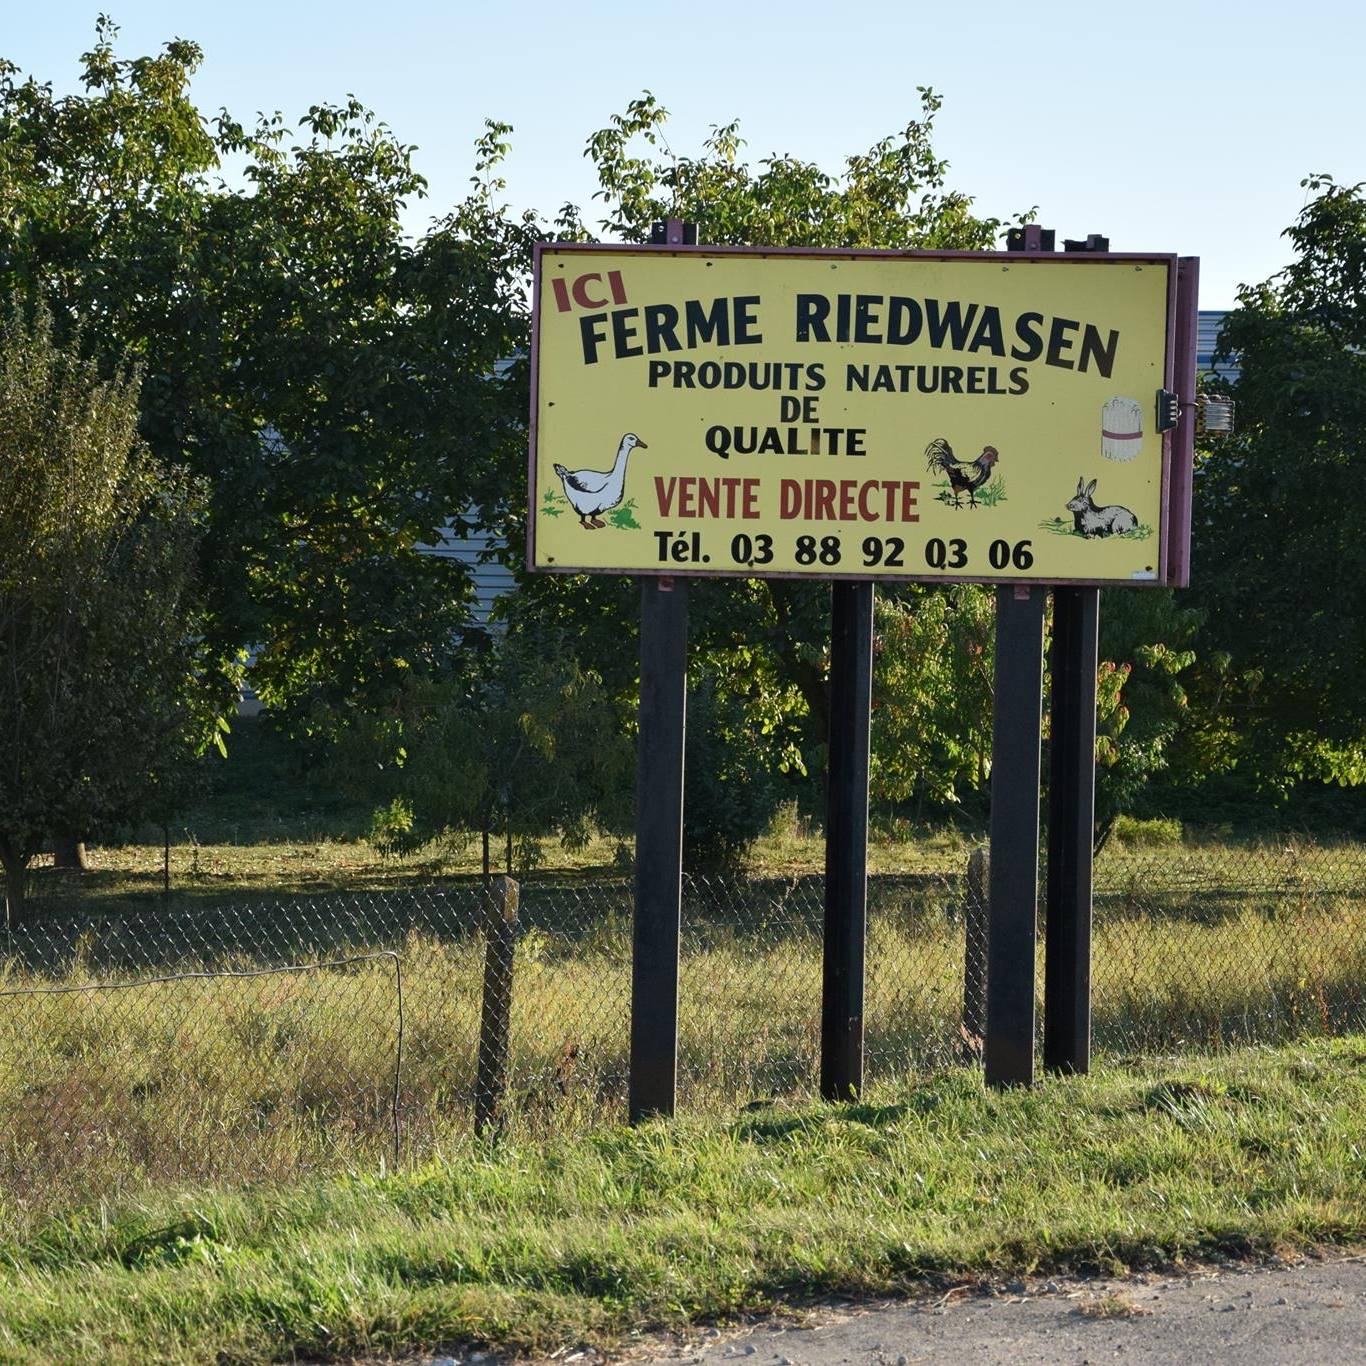 ICI
FERME RIEDWASEN
PRODUITS NATURELS
DE
QUALITE
VENTE DIRECTE
Tél. 03 88 92 03 06